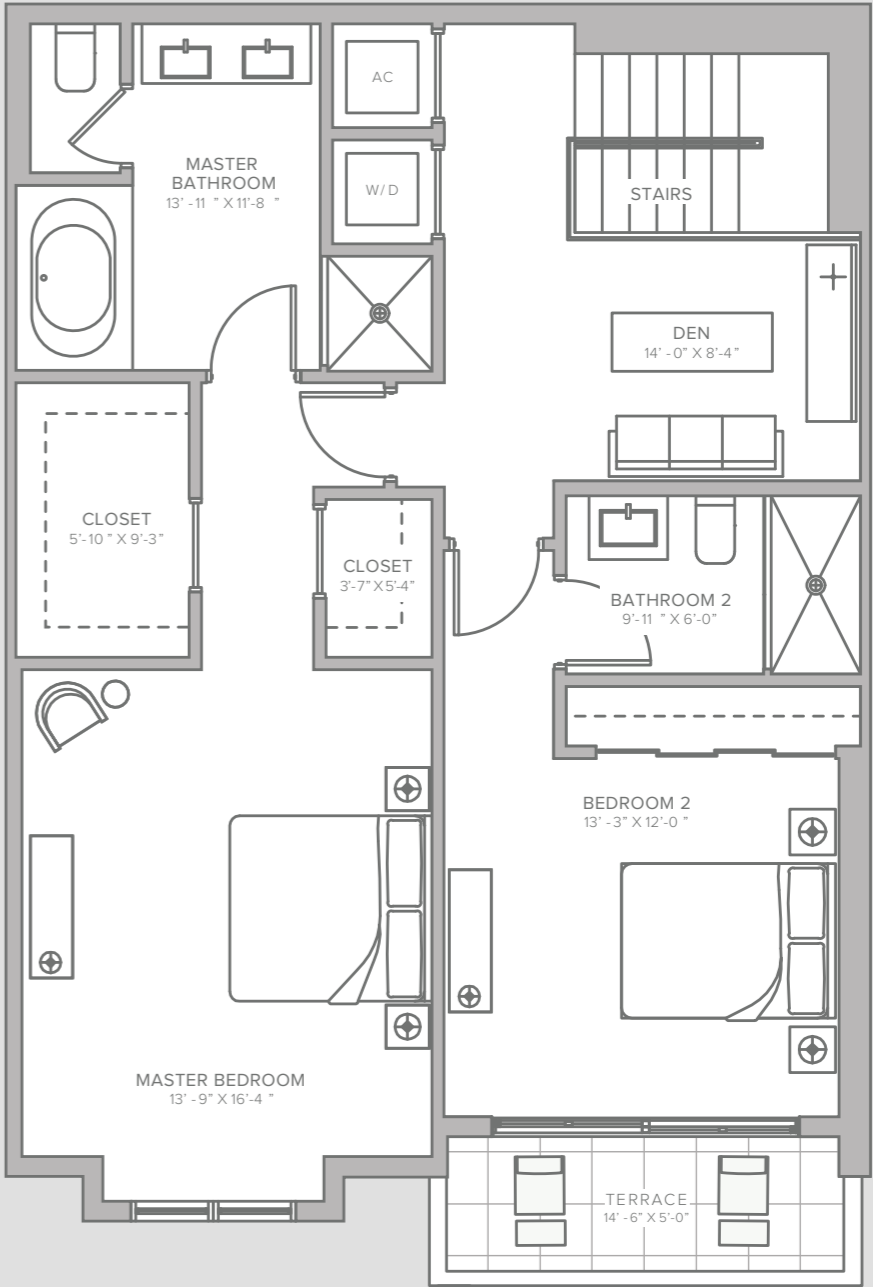 AC
MASTER
BATHROOM
13' - 11 " X 11'-8 "
W/D
STAIRS
DEN
14' - 0" X 8'-4"
CLOSET
5'-10 " X 9'-3"
CLOSET
3'-7" X 5'-4"
BATHROOM 2
9'-11 " X 6'-0"
BEDROOM 2
13' - 3" X 12'-0 "
MASTER BEDROOM
13' - 9" X 16'-4 "
TERRACE
14' - 6" X 5'-0"